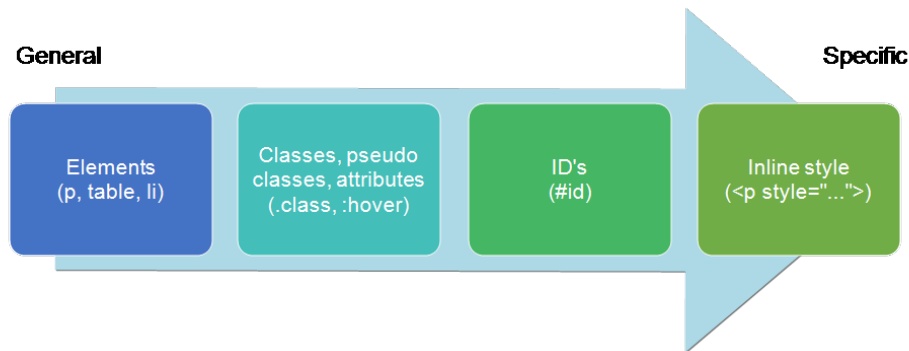 General
Specific
Elements
(p, table, li)
Classes, pseudo
classes, attributes
(.class, :hover)
ID's
(#id)
Inline style
(<p style="...">)